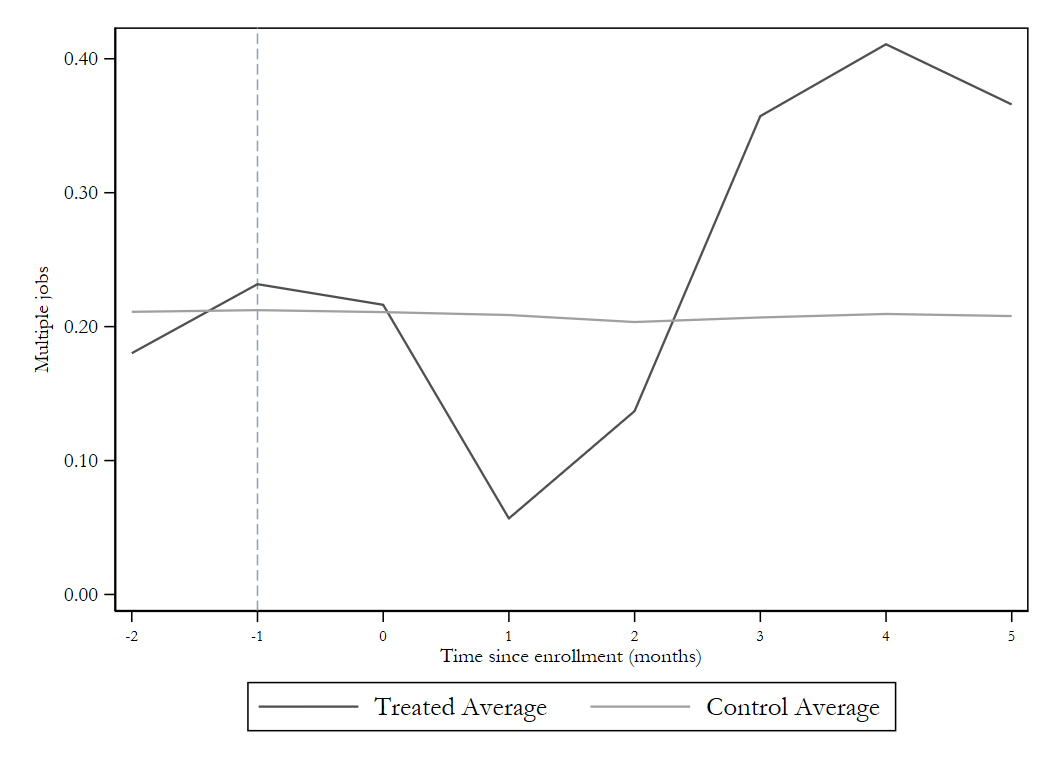 0.40
0.30
0.20
0.10
0.00
Multiple jobs
-2 -1 0 1 2 3 4 5
Time since enrollment (months)
Treated Average Control Average